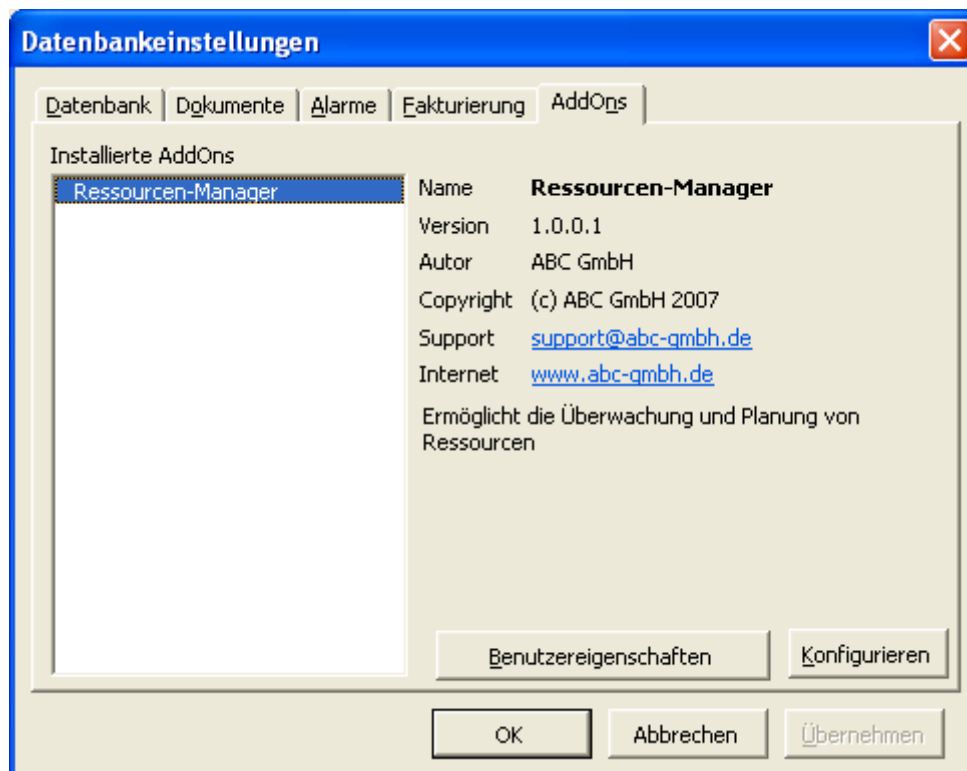 Datenbankeinstellungen
Datenbank Dokumente Alarme Fakturierung AddOns
Installierte AddOns
Ressourcen-Manager
Name Ressourcen-Manager
Version 1.0.0.1
Autor ABC GmbH
Copyright (c) ABC GmbH 2007
Support support@abc-gmbh.de
Internet www.abc-gmbh.de
Ermöglicht die Überwachung und Planung von
Ressourcen
Benutzereigenschaften Konfigurieren
OK Abbrechen Übernehmen